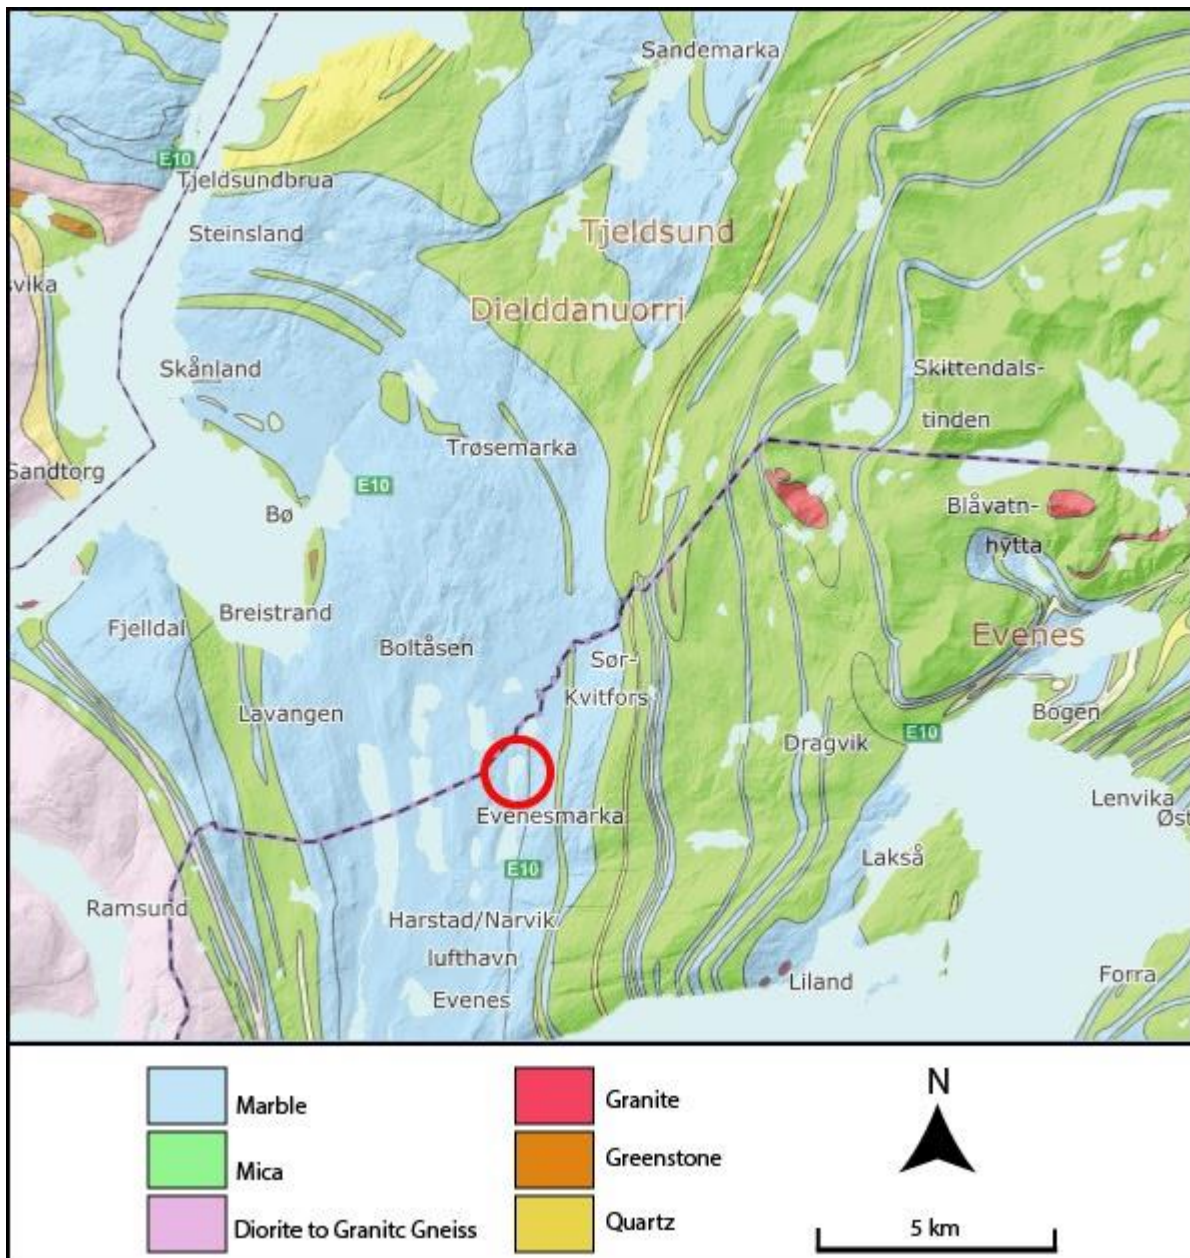 Sandemarka
E10
Tjeldsundbrua
Steinsland
Tjeldsund
svika
Dielddanuorri
Skånland
Skittendals-
tinden
Trøsemarka
Sandtorg
E10
Bø
Blåvatn-
hytta
Breistrand
Fjelldal
Boltåsen
Sør-
Kvitfors
Evenes
Lavangen
Bogen
E10
Dragvik
Evenesmarka
Lenvika
Øst
E10
Lakså
Ramsund
Harstad/Narvik
lufthavn
Evenes
Liland
Forra
Marble
Mica
Diorite to Granitc Gneiss
Granite
Greenstone
Quartz
N
5 km